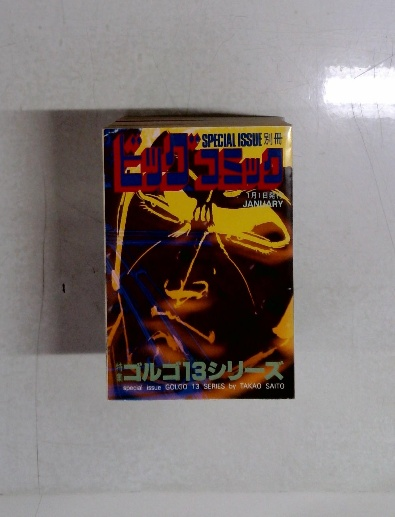 SPECIAL ISSUE 別冊
ビッグコミック
1月1日発行
JANUARY
ゴルゴ13シリーズ
special issue GOLGO 13 SERIES by TAKAO SAITO